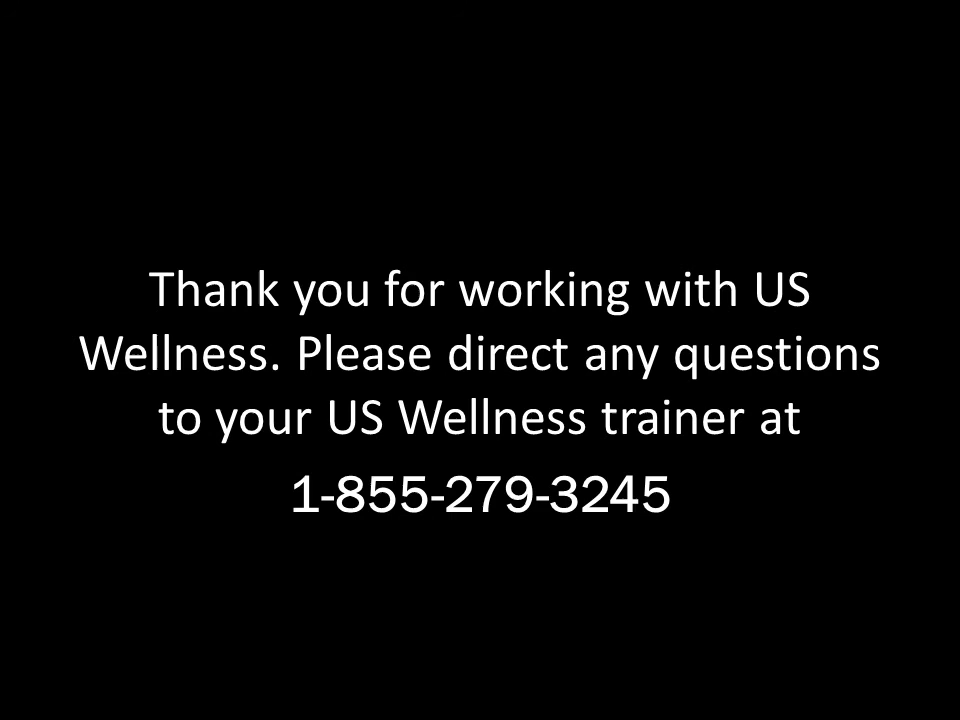 Thank you for working with US
Wellness. Please direct any questions
to your US Wellness trainer at
1-855-279-3245